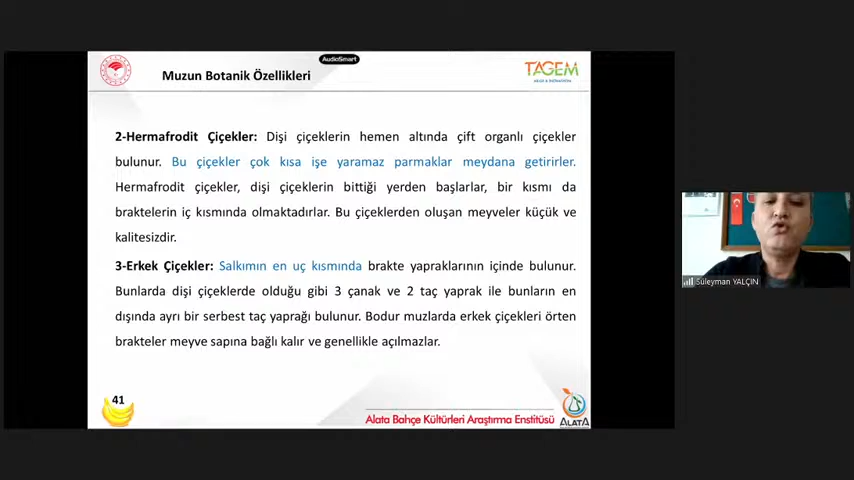 AudioSmart
Muzun Botanik Özellikleri
TAGEM
2-Hermafrodit Çiçekler: Dişi çiçeklerin hemen altında çift organlı çiçekler
bulunur. Bu çiçekler çok kısa işe yaramaz parmaklar meydana getirirler.
Hermafrodit çiçekler, dişi çiçeklerin bittiği yerden başlarlar, bir kısmı da
braktelerin iç kısmında olmaktadırlar. Bu çiçeklerden oluşan meyveler küçük ve
kalitesizdir.
3-Erkek Çiçekler: Salkımın en uç kısmında brakte yapraklarının içinde bulunur.
Bunlarda dişi çiçeklerde olduğu gibi 3 çanak ve 2 taç yaprak ile bunların en
dışında ayrı bir serbest taç yaprağı bulunur. Bodur muzlarda erkek çiçekleri örten
brakteler meyve sapına bağlı kalır ve genellikle açılmazlar.
Süleyman YALÇIN
41
Alata Bahçe Kültürleri Araştırma Enstitüsü
ALATA